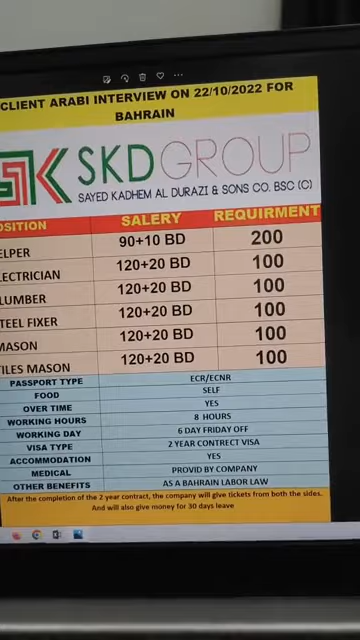 CLIENT ARABI INTERVIEW ON 22/10/2022 FOR
BAHRAIN
SKD GROUP
SAYED KADHEM AL DURAZI & SONS CO. BSC (C)
OSITION SALERY REQUIRMENT
ELPER 90+10 BD 200
LECTRICIAN 120+20 BD 100
LUMBER 120+20 BD 100
TEEL FIXER 120+20 BD 100
MASON 120+20 BD 100
TILES MASON 120+20 BD 100
PASSPORT TYPE ECR/ECNR
FOOD SELF
OVER TIME YES
WORKING HOURS 8 HOURS
WORKING DAY 6 DAY FRIDAY OFF
VISA TYPE 2 YEAR CONTRECT VISA
ACCOMMODATION YES
MEDICAL PROVID BY COMPANY
OTHER BENEFITS AS A BAHRAIN LABOR LAW
After the completion of the 2 year contract, the company will give tickets from both the sides.
And will also give money for 30 days leave